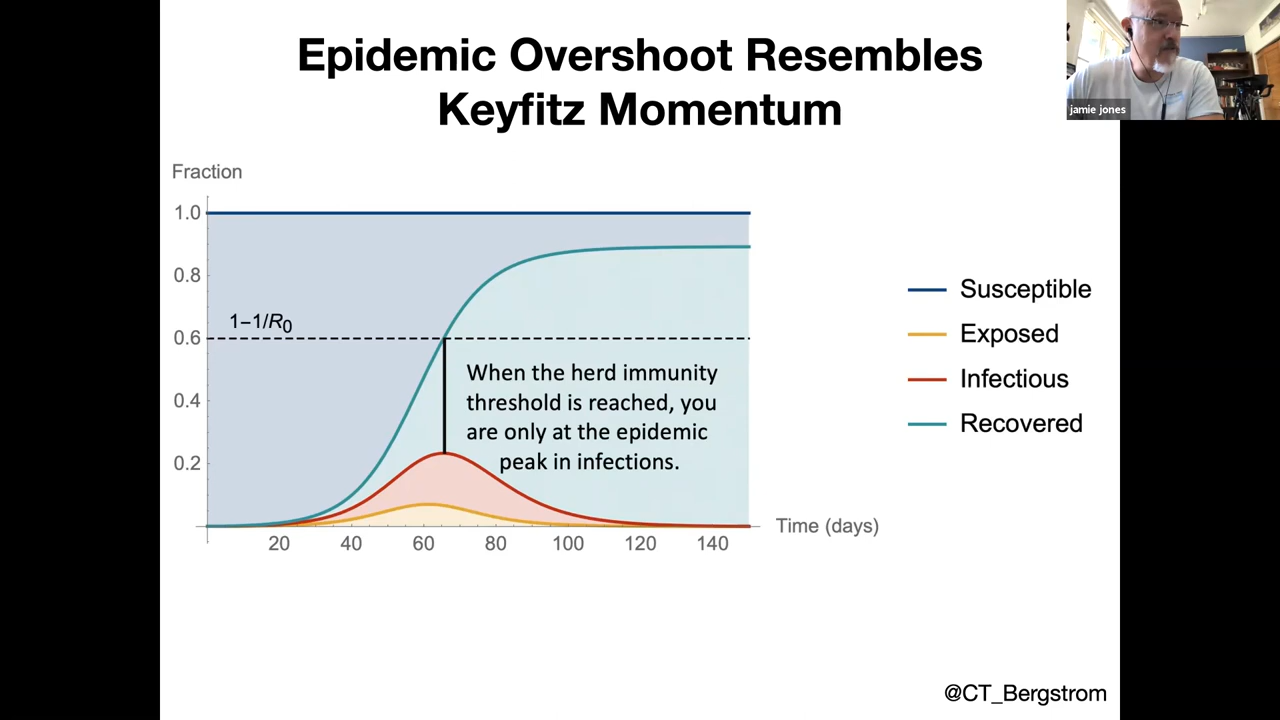 Epidemic Overshoot Resembles
Keyfitz Momentum
jamie jones
Fraction
1.0
0.8
1–1/R₀
0.6
0.4
0.2
When the herd immunity
threshold is reached, you
are only at the epidemic
peak in infections.
20 40 60 80 100 120 140
Time (days)
Susceptible
Exposed
Infectious
Recovered
@CT_Bergstrom